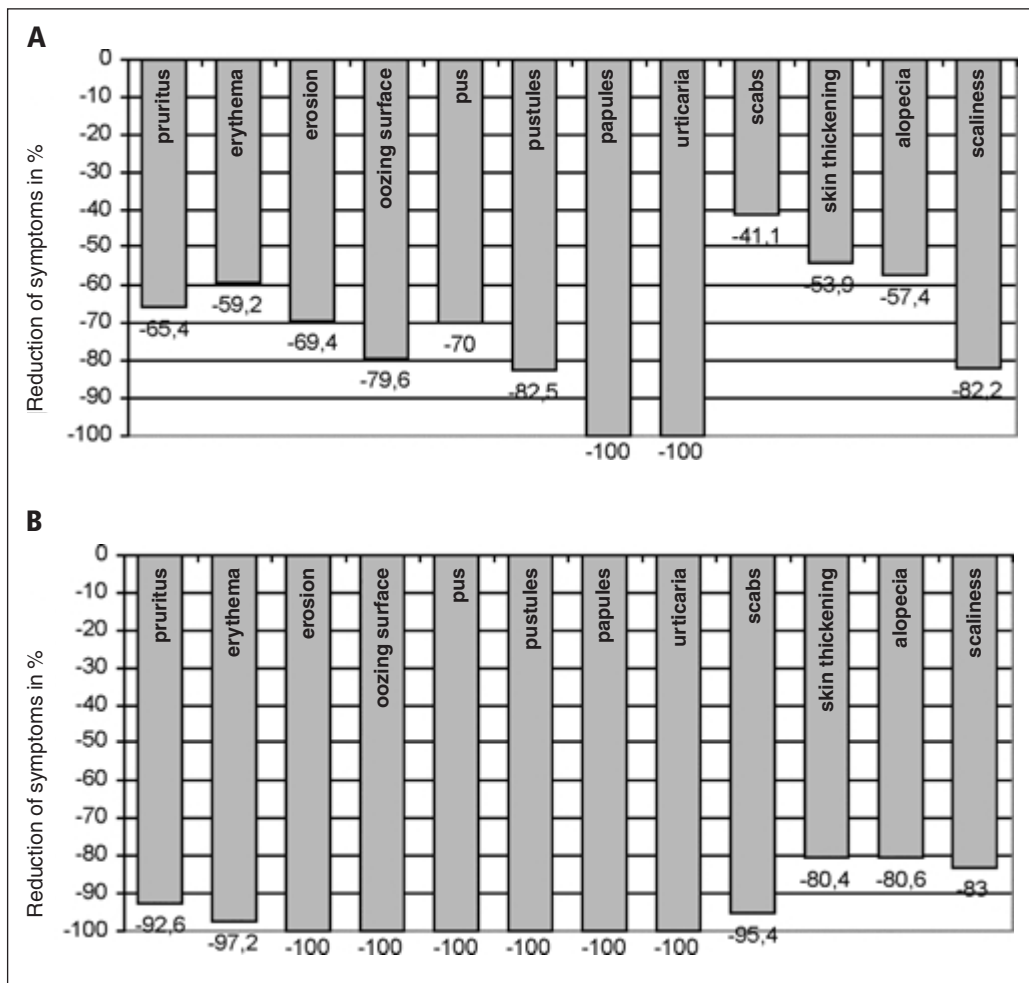 A
Reduction of symptoms in %
0
-10
-20
-30
-40
-50
-60
-70
-80
-90
-100
pruritus
erythema
erosion
oozing surface
pus
pustules
papules
urticaria
scabs
skin thickening
alopecia
scaliness
-65,4
-59,2
-69,4
-79,6
-70
-82,5
-100
-100
-41,1
-53,9
-57,4
-82,2
B
Reduction of symptoms in %
0
-10
-20
-30
-40
-50
-60
-70
-80
-90
-100
pruritus
erythema
erosion
oozing surface
pus
pustules
papules
urticaria
scabs
skin thickening
alopecia
scaliness
-92,6
-97,2
-100
-100
-100
-100
-100
-100
-95,4
-80,4
-80,6
-83